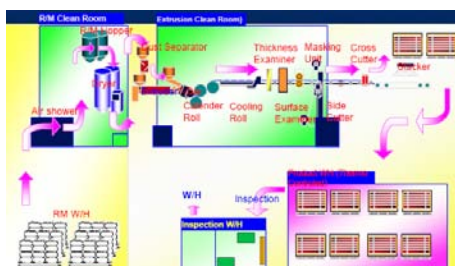 R/M Clean Room
Extrusion Clean Room)
R/M Hopper
Dust Separator
Thickness
Examiner
Masking
Unit
Cross
Cutter
Stacker
Dryer
Air shower
Calender
Roll
Cooling
Roll
Surface
Examiner
Side
Cutter
W/H
Inspection
RM W/H
Inspection W/H